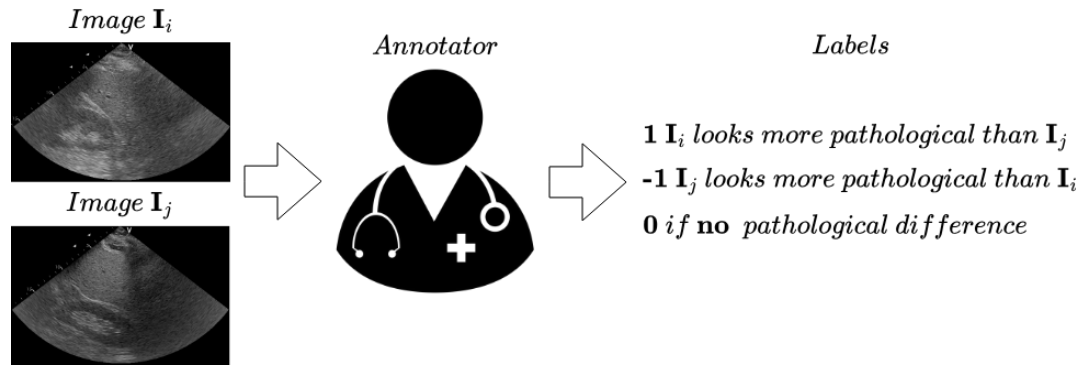 Image I_i
Annotator
Labels
1 I_i looks more pathological than I_j
-1 I_j looks more pathological than I_i
0 if no pathological difference
Image I_j